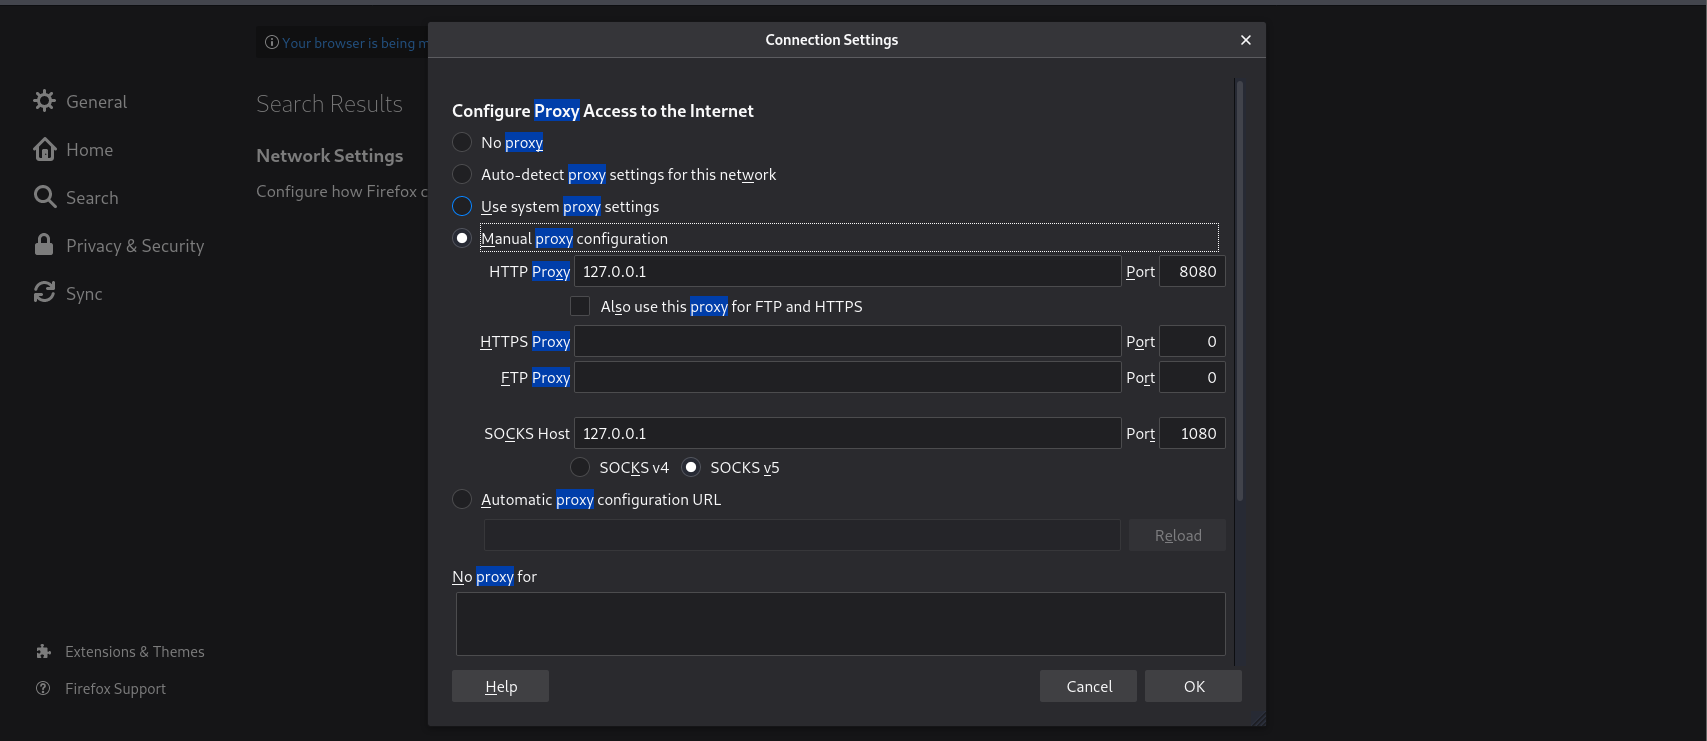 Connection Settings
Your browser is being m
General
Home
Search
Privacy & Security
Sync
Extensions & Themes
Firefox Support
Search Results
Network Settings
Configure how Firefox c
Configure Proxy Access to the Internet
No proxy
Auto-detect proxy settings for this network
Use system proxy settings
Manual proxy configuration
HTTP Proxy 127.0.0.1 Port 8080
Also use this proxy for FTP and HTTPS
HTTPS Proxy Port 0
FTP Proxy Port 0
SOCKS Host 127.0.0.1 Port 1080
SOCKS v4 SOCKS v5
Automatic proxy configuration URL
Reload
No proxy for
Help Cancel OK